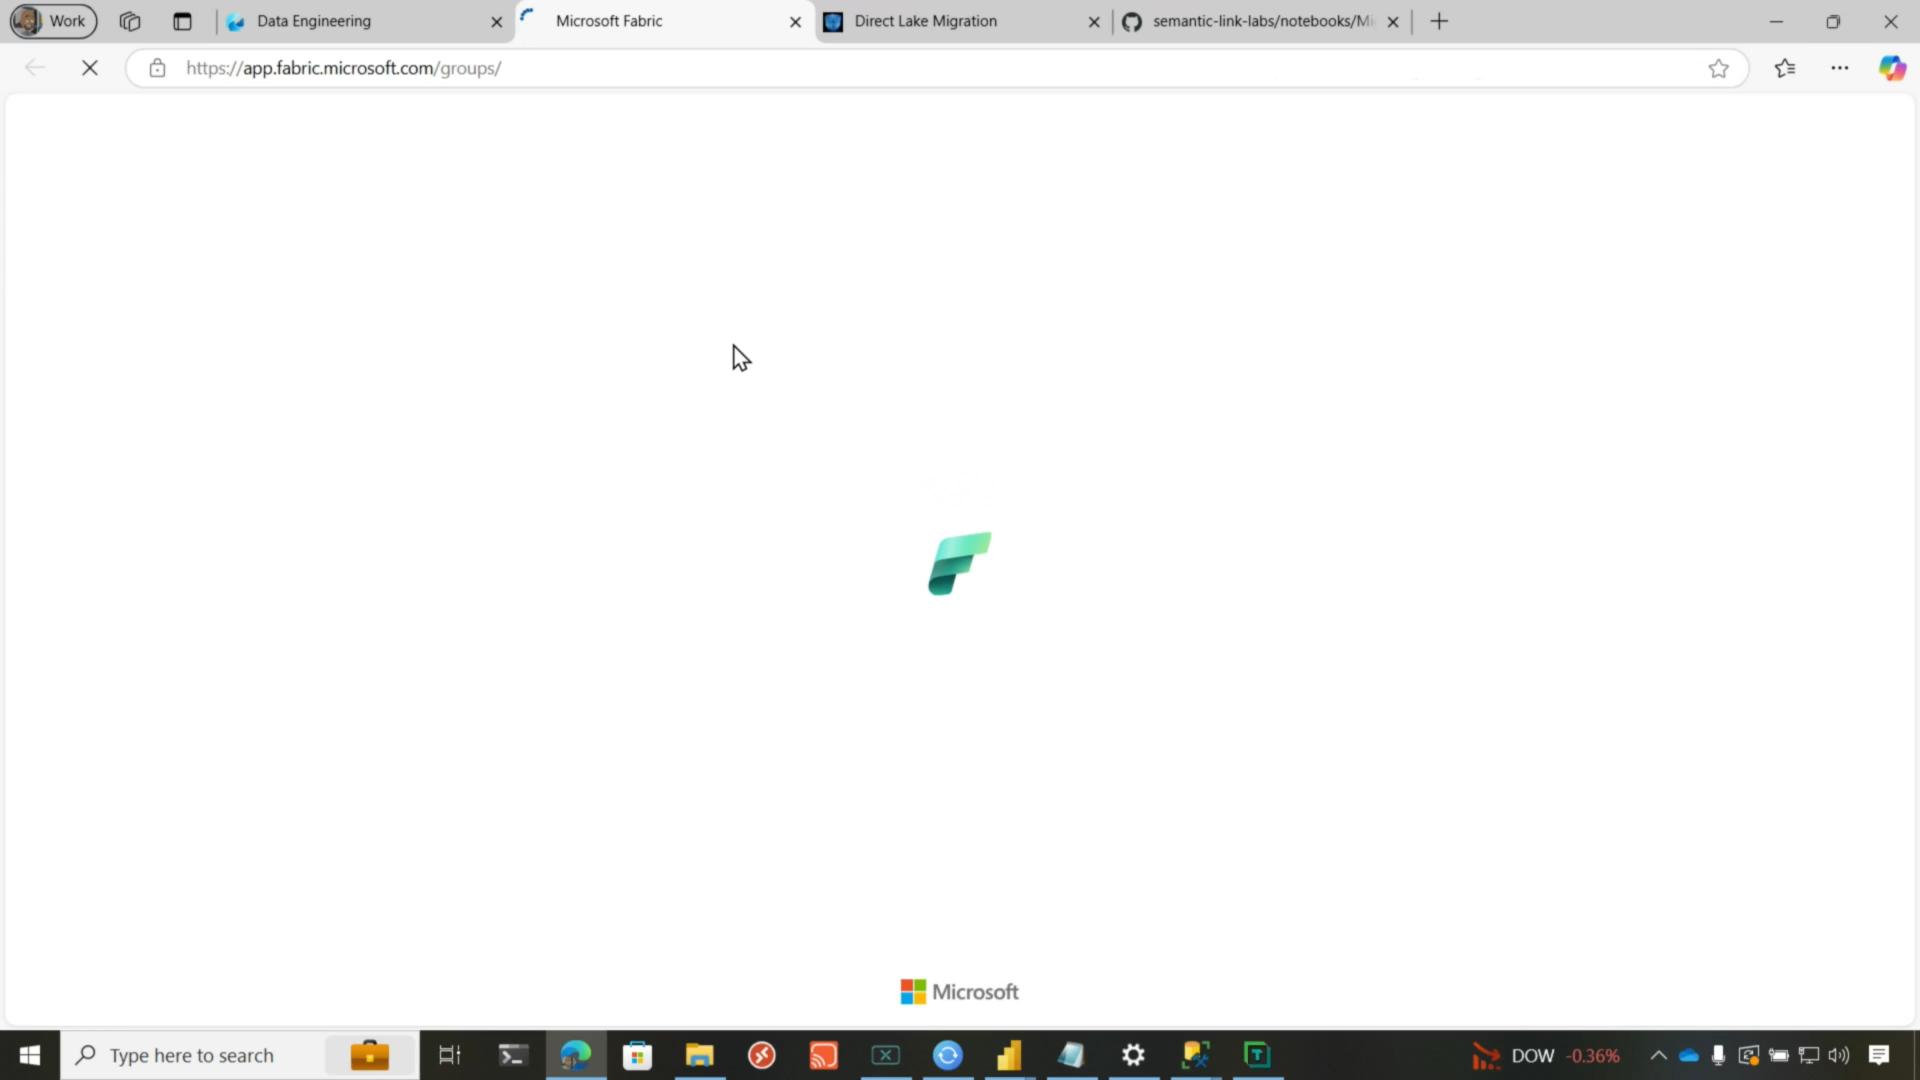 Work
Data Engineering
Microsoft Fabric
Direct Lake Migration
semantic-link-labs/notebooks/Mi
https://app.fabric.microsoft.com/groups/
Microsoft
Type here to search
DOW -0.36%